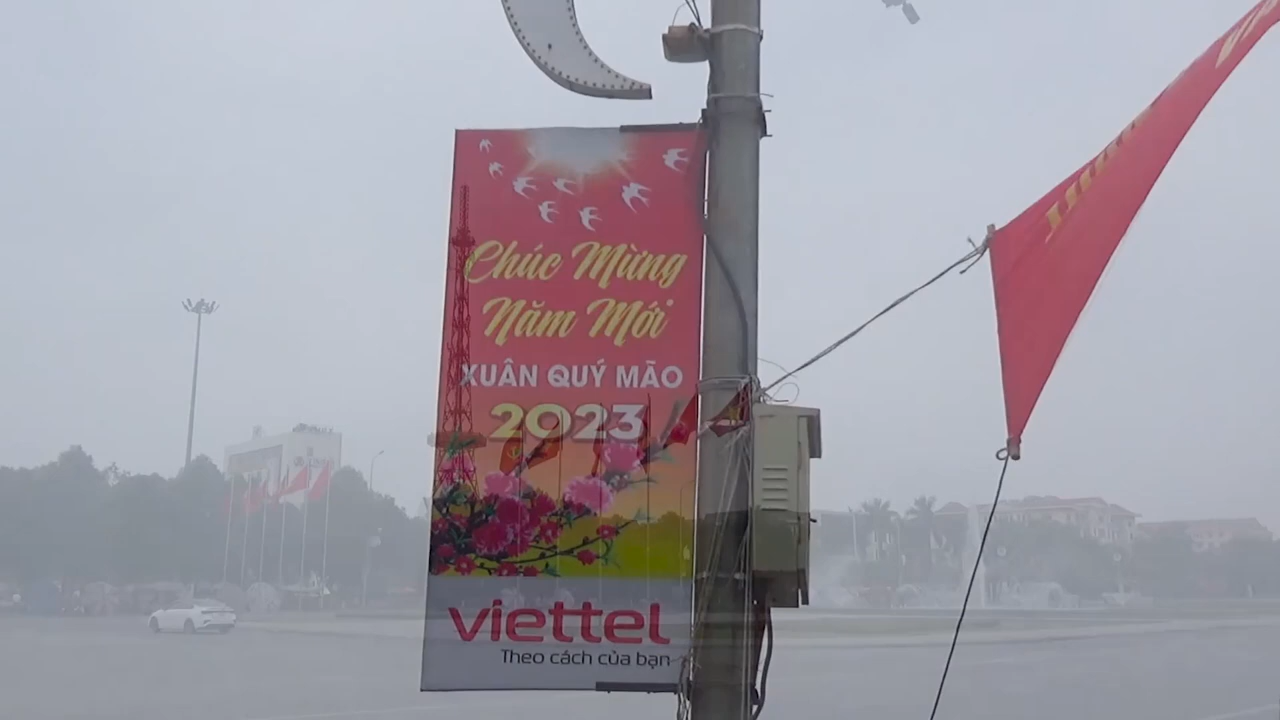 Chúc Mừng
Năm Mới
XUÂN QUÝ MÃO
2023
viettel
Theo cách của bạn